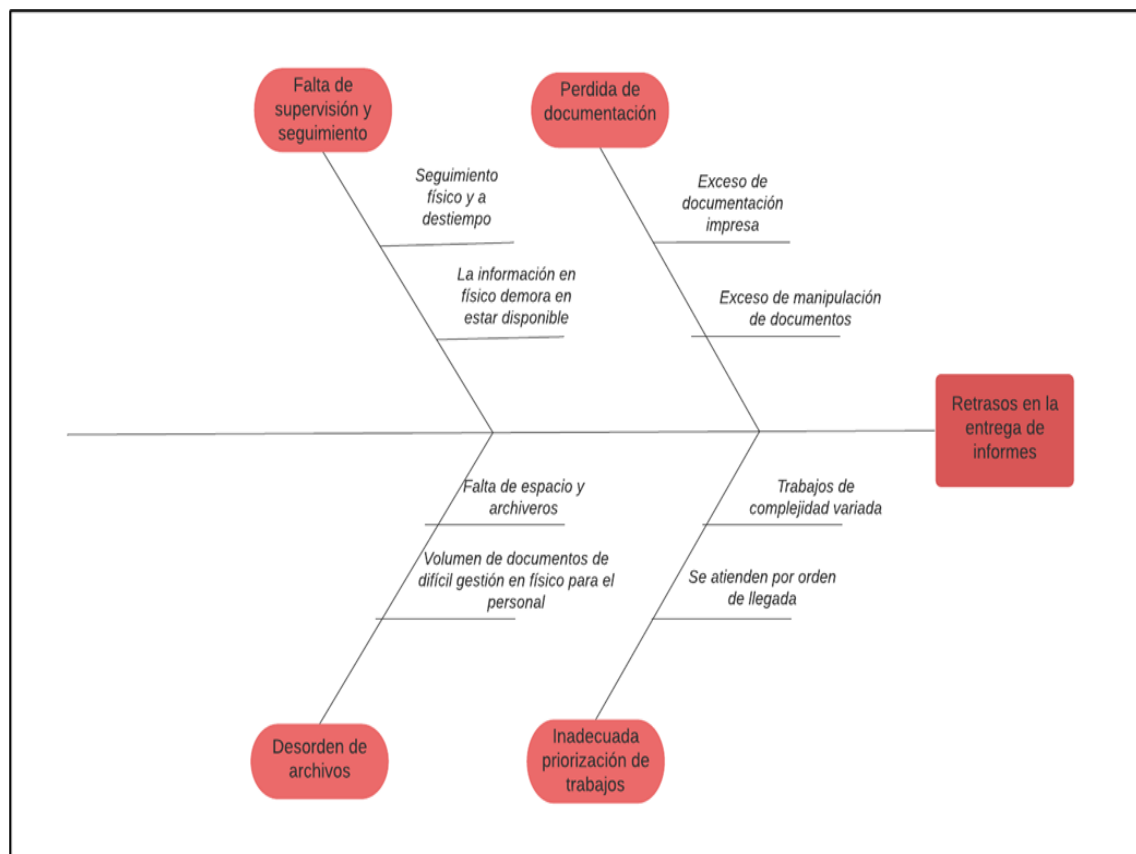 Falta de
supervisión y
seguimiento
Perdida de
documentación
Seguimiento
físico y a
destiempo
Exceso de
documentación
impresa
La información en
físico demora en
estar disponible
Exceso de manipulación
de documentos
Retrasos en la
entrega de
informes
Falta de espacio y
archiveros
Trabajos de
complejidad variada
Volumen de documentos de
difícil gestión en físico para el
personal
Se atienden por orden
de llegada
Desorden de
archivos
Inadecuada
priorización de
trabajos